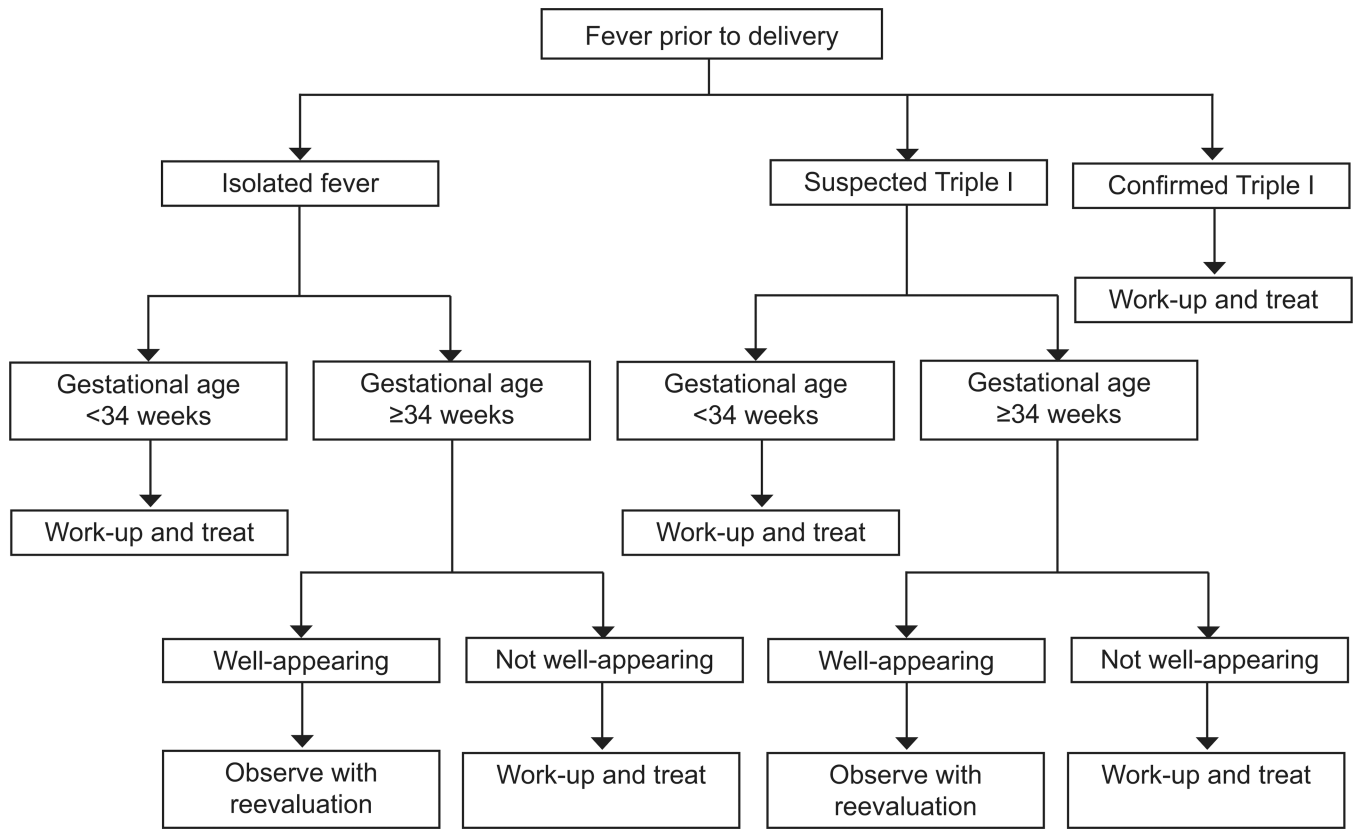 Fever prior to delivery
Isolated fever
Suspected Triple I
Confirmed Triple I
Work-up and treat
Gestational age
<34 weeks
Gestational age
≥34 weeks
Gestational age
<34 weeks
Gestational age
≥34 weeks
Work-up and treat
Work-up and treat
Well-appearing
Not well-appearing
Well-appearing
Not well-appearing
Observe with
reevaluation
Work-up and treat
Observe with
reevaluation
Work-up and treat